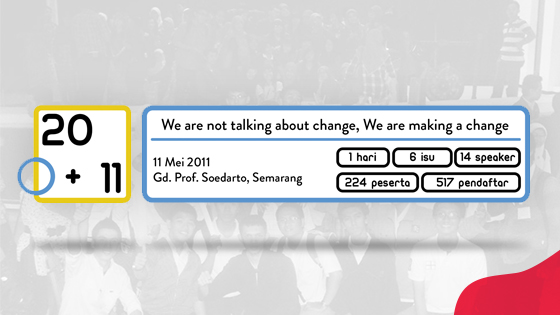 20
+ 11
We are not talking about change, We are making a change
11 Mei 2011
Gd. Prof. Soedarto, Semarang
1 hari
6 isu
14 speaker
224 peserta
517 pendaftar